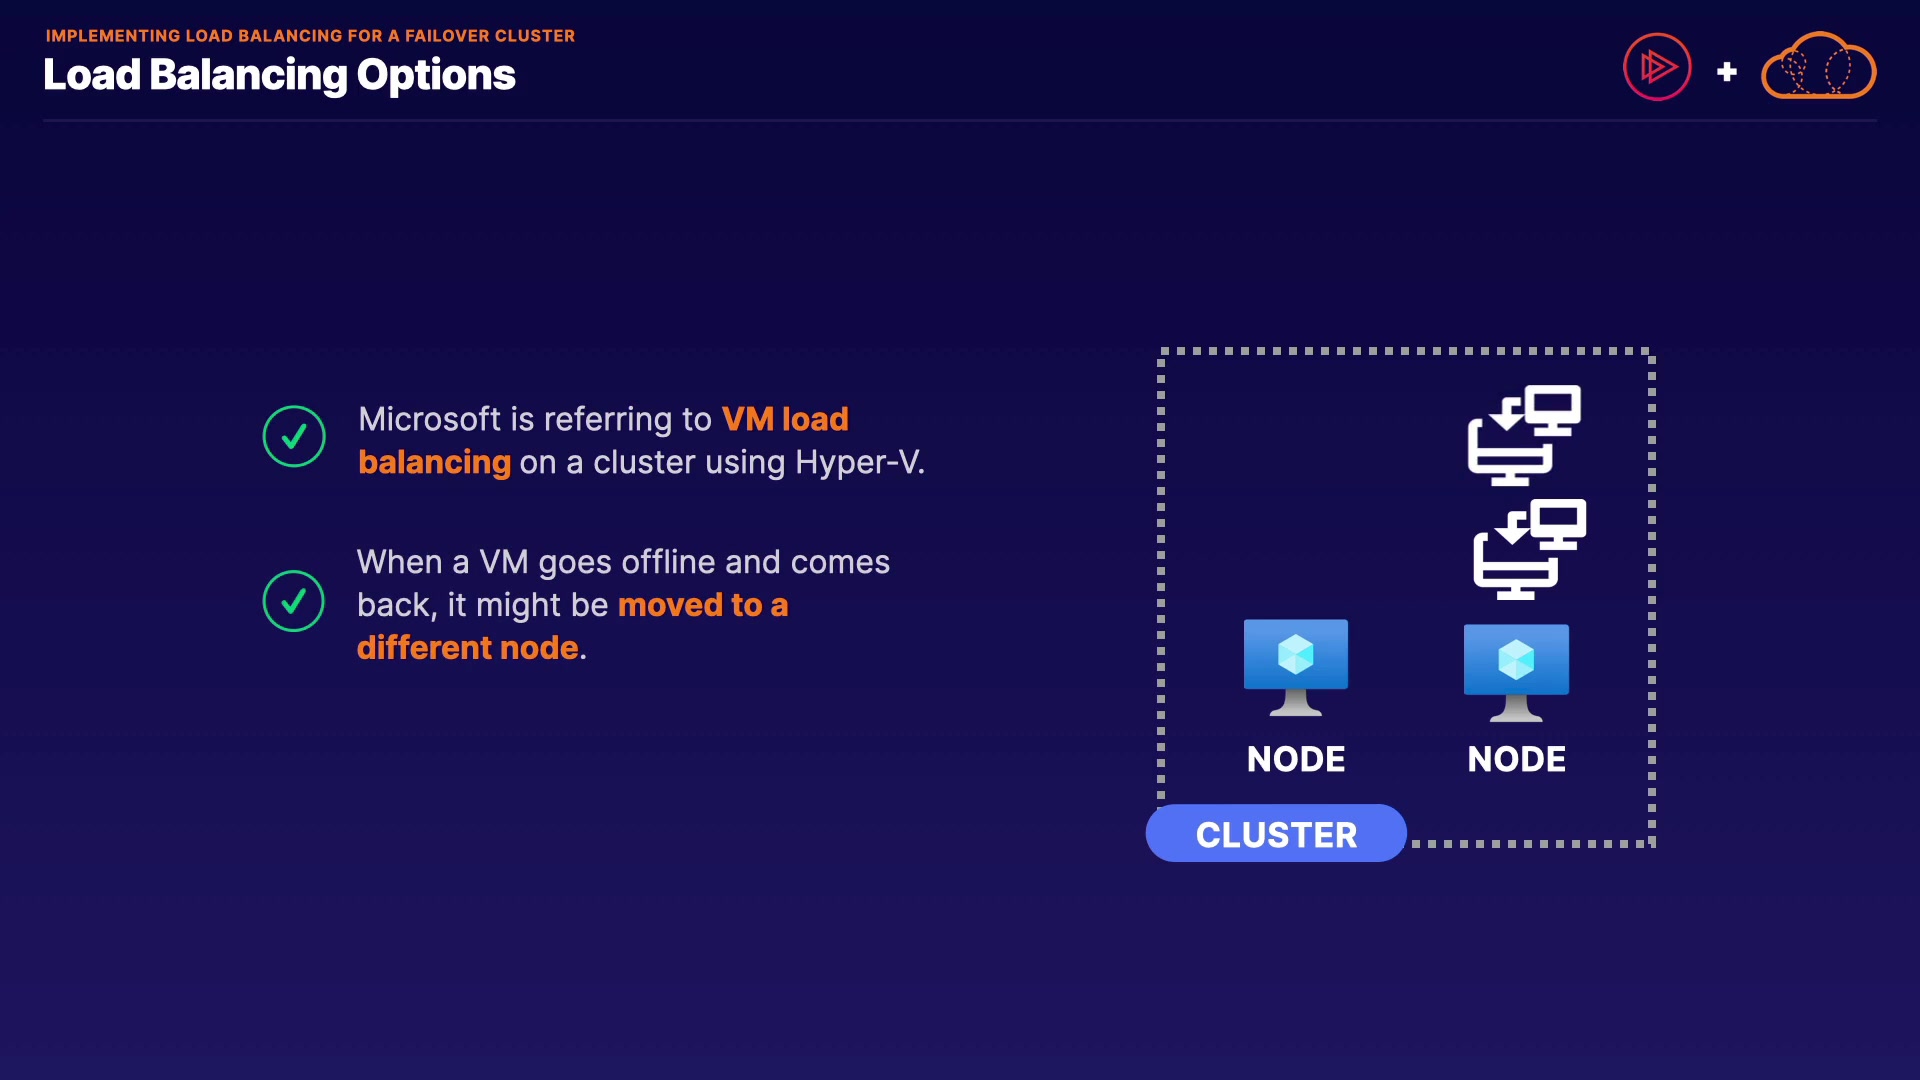 IMPLEMENTING LOAD BALANCING FOR A FAILOVER CLUSTER
Load Balancing Options
Microsoft is referring to VM load
balancing on a cluster using Hyper-V.
When a VM goes offline and comes
back, it might be moved to a
different node.
NODE
NODE
CLUSTER